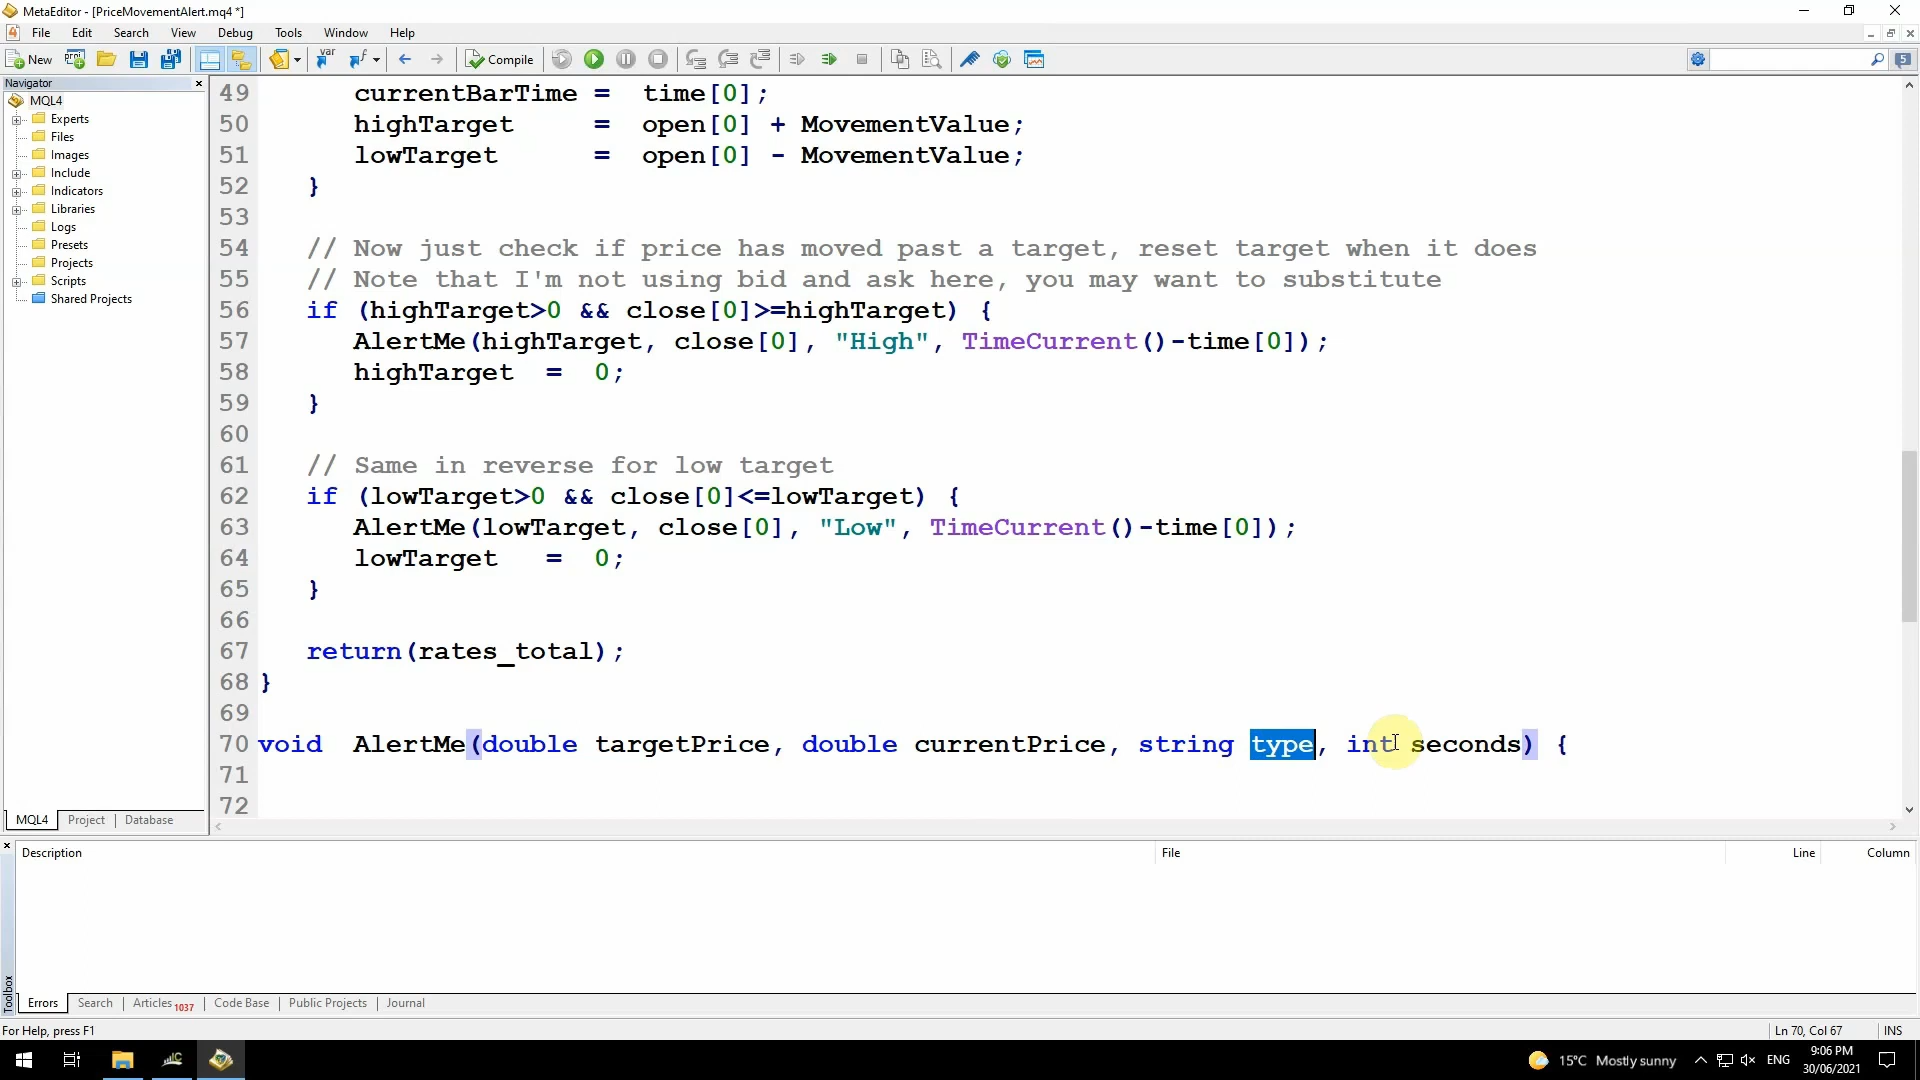 MetaEditor - [PriceMovementAlert.mq4 *]
File Edit Search View Debug Tools Window Help
New Compile 5
Navigator
MQL4
Experts
Files
Images
Include
Indicators
Libraries
Logs
Presets
Projects
Scripts
Shared Projects
MQL4 Project Database
49 currentBarTime = time[0];
50 highTarget = open[0] + MovementValue;
51 lowTarget = open[0] - MovementValue;
52 }
53
54 // Now just check if price has moved past a target, reset target when it does
55 // Note that I'm not using bid and ask here, you may want to substitute
56 if (highTarget>0 && close[0]>=highTarget) {
57 AlertMe(highTarget, close[0], "High", TimeCurrent()-time[0]);
58 highTarget = 0;
59 }
60
61 // Same in reverse for low target
62 if (lowTarget>0 && close[0]<=lowTarget) {
63 AlertMe(lowTarget, close[0], "Low", TimeCurrent()-time[0]);
64 lowTarget = 0;
65 }
66
67 return(rates_total);
68 }
69
70 void AlertMe(double targetPrice, double currentPrice, string type, int seconds) {
71
72
Description File Line Column
Toolbox
Errors Search Articles 1037 Code Base Public Projects Journal
For Help, press F1 Ln 70, Col 67 INS
15°C Mostly sunny ENG 9:06 PM
30/06/2021